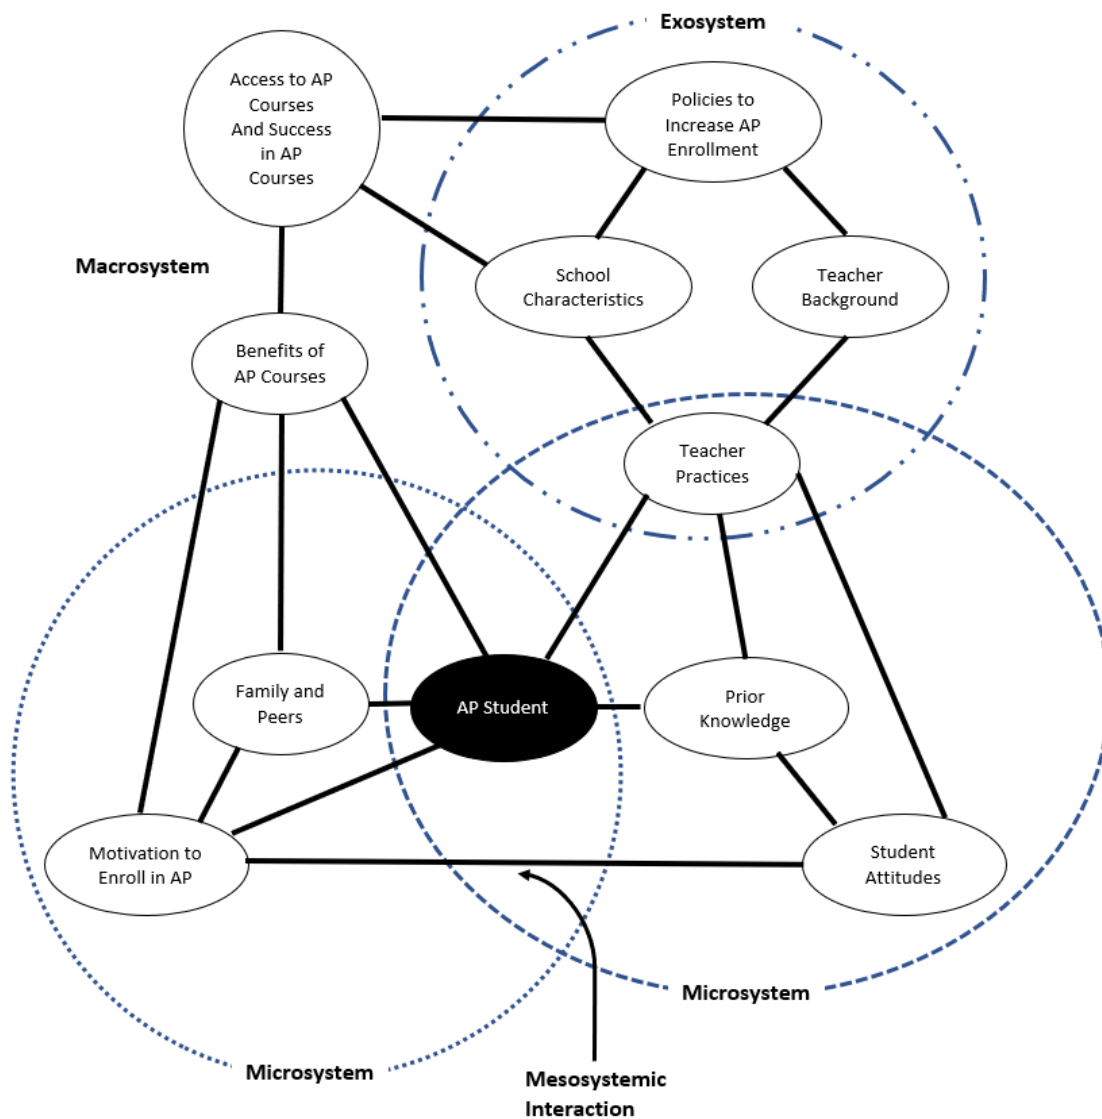 Exosystem
Access to AP
Courses
And Success
in AP
Courses
Policies to
Increase AP
Enrollment
Macrosystem
School
Characteristics
Teacher
Background
Benefits of
AP Courses
Teacher
Practices
Family and
Peers
AP Student
Prior
Knowledge
Motivation to
Enroll in AP
Student
Attitudes
Microsystem
Microsystem
Mesosystemic
Interaction